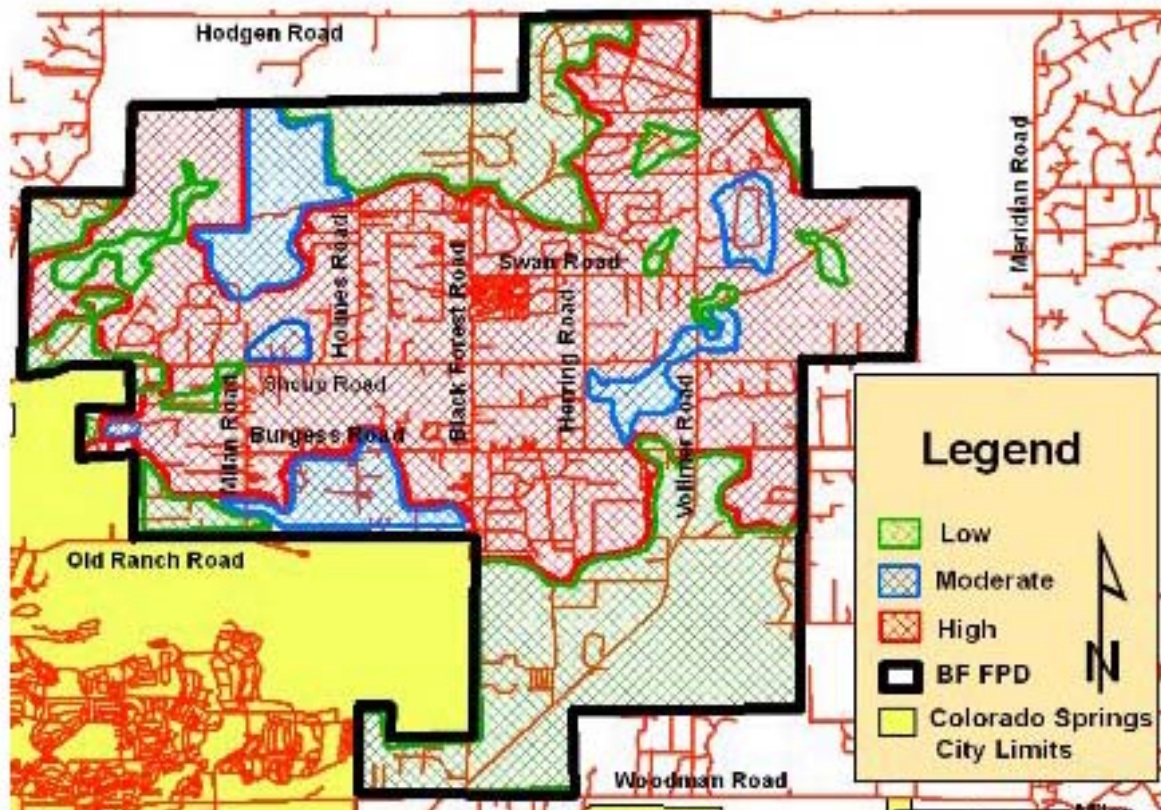 Hodgen Road
Meridian Road
Swan Road
Holmes Road
Black Forest Road
Herring Road
Shoup Road
Milan Road
Burgess Road
Vollmer Road
Old Ranch Road
Woodman Road
Legend
Low
Moderate
High
BF FPD
Colorado Springs
City Limits
N